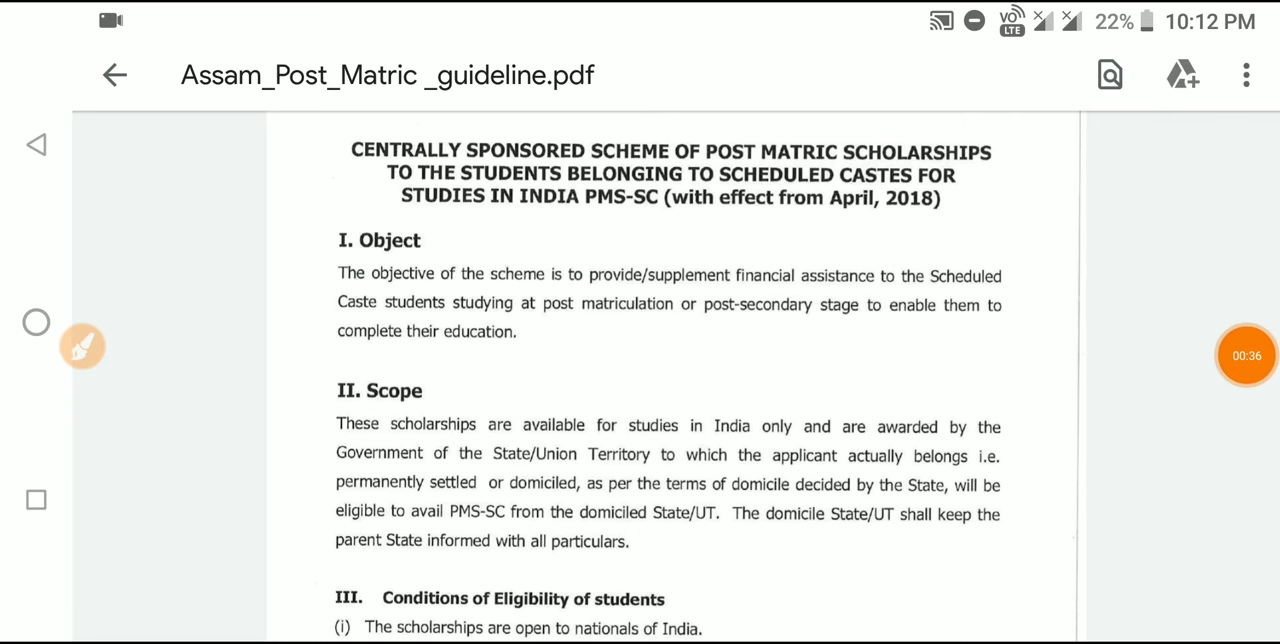 VO LTE 22% 10:12 PM
Assam_Post_Matric _guideline.pdf
CENTRALLY SPONSORED SCHEME OF POST MATRIC SCHOLARSHIPS
TO THE STUDENTS BELONGING TO SCHEDULED CASTES FOR
STUDIES IN INDIA PMS-SC (with effect from April, 2018)
I. Object
The objective of the scheme is to provide/supplement financial assistance to the Scheduled
Caste students studying at post matriculation or post-secondary stage to enable them to
complete their education.
00:36
II. Scope
These scholarships are available for studies in India only and are awarded by the
Government of the State/Union Territory to which the applicant actually belongs i.e.
permanently settled or domiciled, as per the terms of domicile decided by the State, will be
eligible to avail PMS-SC from the domiciled State/UT. The domicile State/UT shall keep the
parent State informed with all particulars.
III. Conditions of Eligibility of students
(i) The scholarships are open to nationals of India.